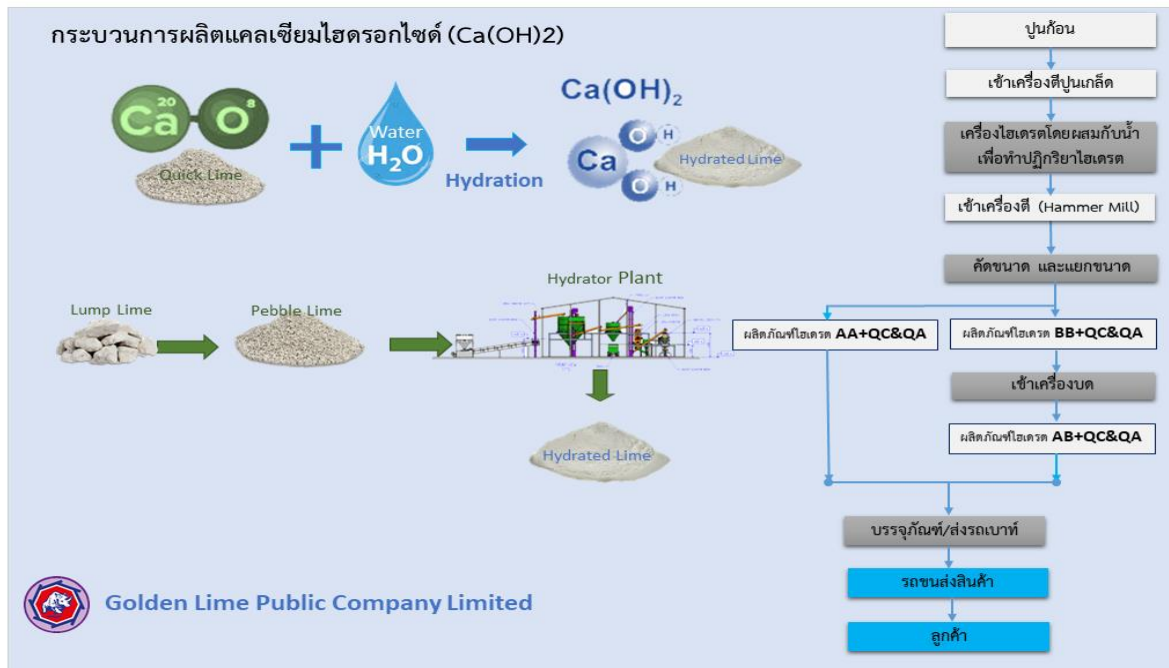 กระบวนการผลิตแคลเซียมไฮดรอกไซด์ (Ca(OH)2)
20
Ca
8
O
Quick Lime
Water
H₂O
Hydration
Ca(OH)₂
Ca
O H
O H
Hydrated Lime
Lump Lime
Pebble Lime
Hydrator Plant
Hydrated Lime
ปูนก้อน
เข้าเครื่องตีปูนเกล็ด
เครื่องไฮเดรตโดยผสมกับน้ำ
เพื่อทำปฏิกริยาไฮเดรต
เข้าเครื่องตี (Hammer Mill)
คัดขนาด และแยกขนาด
ผลิตภัณฑ์ไฮเดรต AA+QC&QA
ผลิตภัณฑ์ไฮเดรต BB+QC&QA
เข้าเครื่องบด
ผลิตภัณฑ์ไฮเดรต AB+QC&QA
บรรจุภัณฑ์/ส่งรถเบาท์
รถขนส่งสินค้า
ลูกค้า
Golden Lime Public Company Limited